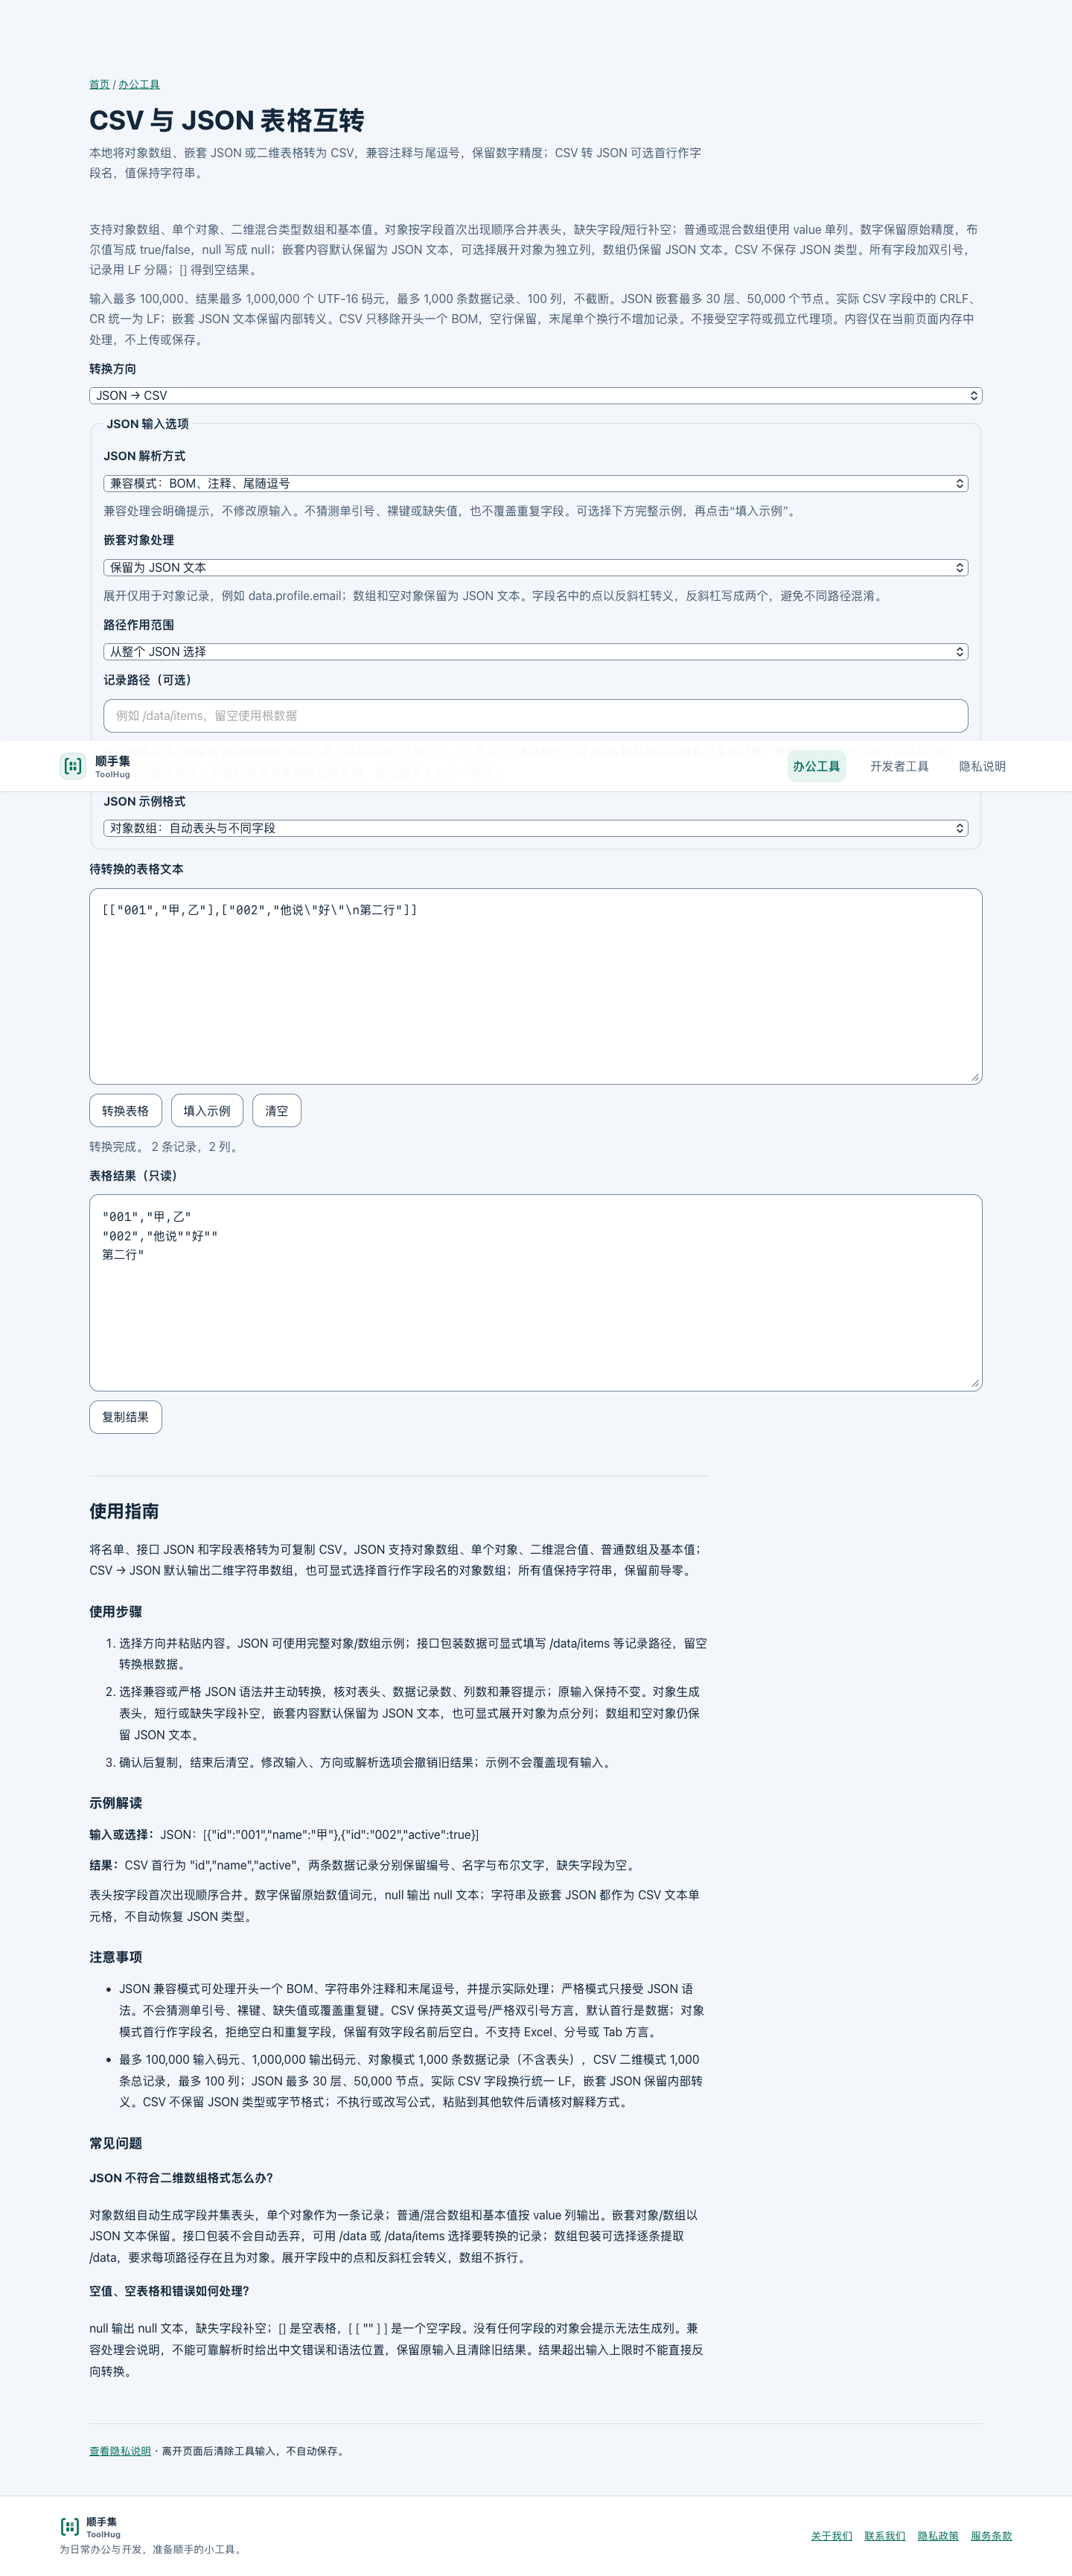 首页 / 办公工具
CSV 与 JSON 表格互转
本地将对象数组、嵌套 JSON 或二维表格转为 CSV，兼容注释与尾逗号，保留数字精度；CSV 转 JSON 可选首行作字
段名，值保持字符串。
支持对象数组、单个对象、二维混合类型数组和基本值。对象按字段首次出现顺序合并表头，缺失字段/短行补空；普通或混合数组使用 value 单列。数字保留原始精度，布
尔值写成 true/false，null 写成 null；嵌套内容默认保留为 JSON 文本，可选择展开对象为独立列，数组仍保留 JSON 文本。CSV 不保存 JSON 类型。所有字段加双引号，
记录用 LF 分隔；[] 得到空结果。
输入最多 100,000、结果最多 1,000,000 个 UTF-16 码元，最多 1,000 条数据记录、100 列，不截断。JSON 嵌套最多 30 层、50,000 个节点。实际 CSV 字段中的 CRLF、
CR 统一为 LF；嵌套 JSON 文本保留内部转义。CSV 只移除开头一个 BOM，空行保留，末尾单个换行不增加记录。不接受空字符或孤立代理项。内容仅在当前页面内存中
处理，不上传或保存。
转换方向
JSON → CSV
JSON 输入选项
JSON 解析方式
兼容模式：BOM、注释、尾随逗号
兼容处理会明确提示，不修改原输入。不猜测单引号、裸键或缺失值，也不覆盖重复字段。可选择下方完整示例，再点击“填入示例”。
嵌套对象处理
保留为 JSON 文本
展开仅用于对象记录，例如 data.profile.email；数组和空对象保留为 JSON 文本。字段名中的点以反斜杠转义，反斜杠写成两个，避免不同路径混淆。
路径作用范围
从整个 JSON 选择
记录路径（可选）
例如 /data/items，留空使用根数据
顺手集
ToolHug
办公工具
开发者工具
隐私说明
JSON 示例格式
对象数组：自动表头与不同字段
待转换的表格文本
[["001","甲,乙"],["002","他说\"好\"\n第二行"]]
转换表格
填入示例
清空
转换完成。 2 条记录，2 列。
表格结果（只读）
"001","甲,乙"
"002","他说""好""
第二行"
复制结果
使用指南
将名单、接口 JSON 和字段表格转为可复制 CSV。JSON 支持对象数组、单个对象、二维混合值、普通数组及基本值；
CSV → JSON 默认输出二维字符串数组，也可显式选择首行作字段名的对象数组；所有值保持字符串，保留前导零。
使用步骤
1. 选择方向并粘贴内容。JSON 可使用完整对象/数组示例；接口包装数据可显式填写 /data/items 等记录路径，留空
转换根数据。
2. 选择兼容或严格 JSON 语法并主动转换，核对表头、数据记录数、列数和兼容提示；原输入保持不变。对象生成
表头，短行或缺失字段补空，嵌套内容默认保留为 JSON 文本，也可显式展开对象为点分列；数组和空对象仍保
留 JSON 文本。
3. 确认后复制，结束后清空。修改输入、方向或解析选项会撤销旧结果；示例不会覆盖现有输入。
示例解读
输入或选择：JSON：[{"id":"001","name":"甲"},{"id":"002","active":true}]
结果：CSV 首行为 "id","name","active"，两条数据记录分别保留编号、名字与布尔文字，缺失字段为空。
表头按字段首次出现顺序合并。数字保留原始数值词元，null 输出 null 文本；字符串及嵌套 JSON 都作为 CSV 文本单
元格，不自动恢复 JSON 类型。
注意事项
• JSON 兼容模式可处理开头一个 BOM、字符串外注释和末尾逗号，并提示实际处理；严格模式只接受 JSON 语
法。不会猜测单引号、裸键、缺失值或覆盖重复键。CSV 保持英文逗号/严格双引号方言，默认首行是数据；对象
模式首行作字段名，拒绝空白和重复字段，保留有效字段名前后空白。不支持 Excel、分号或 Tab 方言。
• 最多 100,000 输入码元、1,000,000 输出码元、对象模式 1,000 条数据记录（不含表头），CSV 二维模式 1,000
条总记录，最多 100 列；JSON 最多 30 层、50,000 节点。实际 CSV 字段换行统一 LF，嵌套 JSON 保留内部转
义。CSV 不保留 JSON 类型或字节格式；不执行或改写公式，粘贴到其他软件后请核对解释方式。
常见问题
JSON 不符合二维数组格式怎么办？
对象数组自动生成字段并集表头，单个对象作为一条记录；普通/混合数组和基本值按 value 列输出。嵌套对象/数组以
JSON 文本保留。接口包装不会自动丢弃，可用 /data 或 /data/items 选择要转换的记录；数组包装可选择逐条提取
/data，要求每项路径存在且为对象。展开字段中的点和反斜杠会转义，数组不拆行。
空值、空表格和错误如何处理？
null 输出 null 文本，缺失字段补空；[] 是空表格，[ [ "" ] ] 是一个空字段。没有任何字段的对象会提示无法生成列。兼
容处理会说明，不能可靠解析时给出中文错误和语法位置，保留原输入且清除旧结果。结果超出输入上限时不能直接反
向转换。
查看隐私说明 · 离开页面后清除工具输入，不自动保存。
顺手集
ToolHug
为日常办公与开发，准备顺手的小工具。
关于我们
联系我们
隐私政策
服务条款